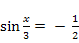 sin x/3 = − 1/2